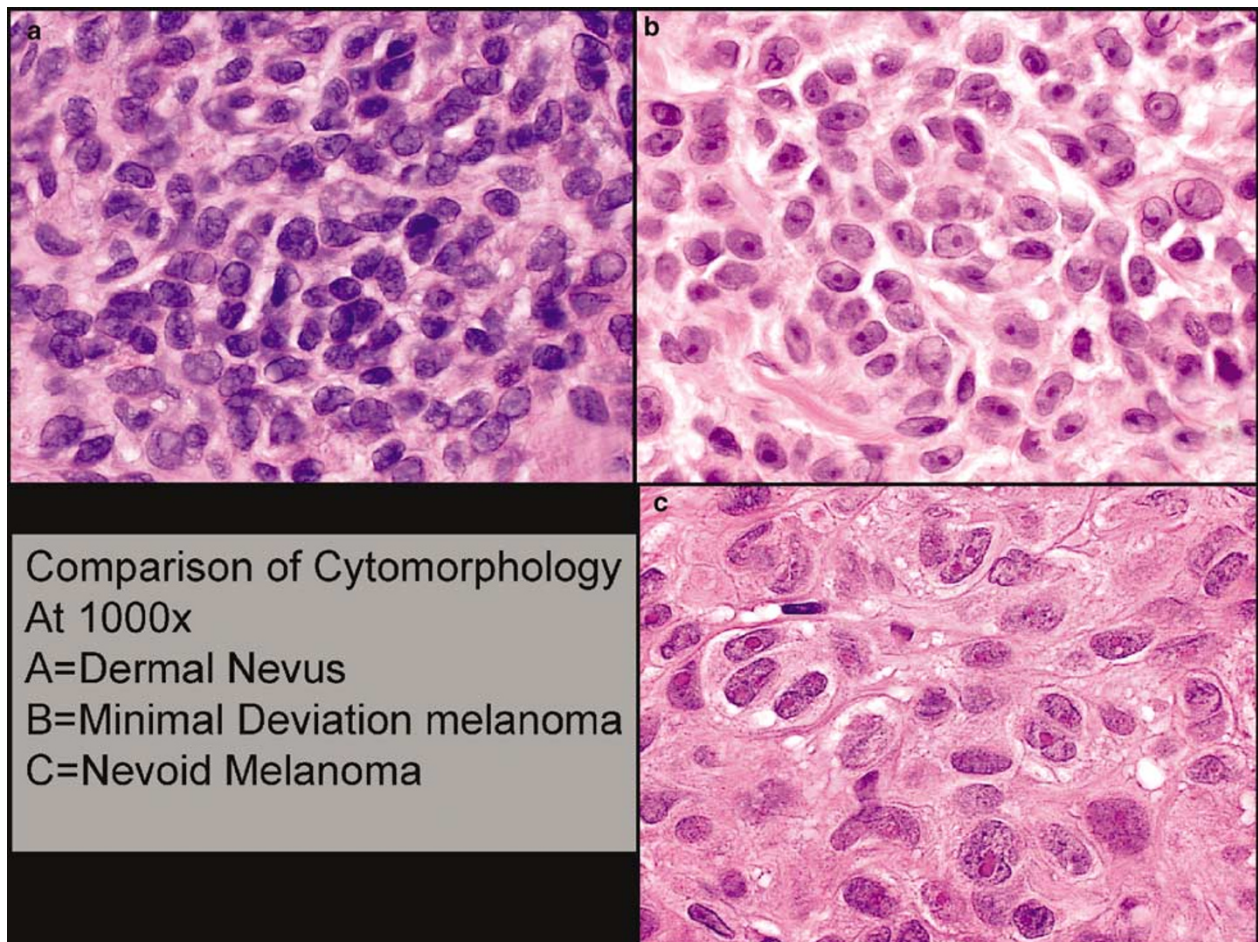 a
b
c
Comparison of Cytomorphology
At 1000x
A=Dermal Nevus
B=Minimal Deviation melanoma
C=Nevoid Melanoma